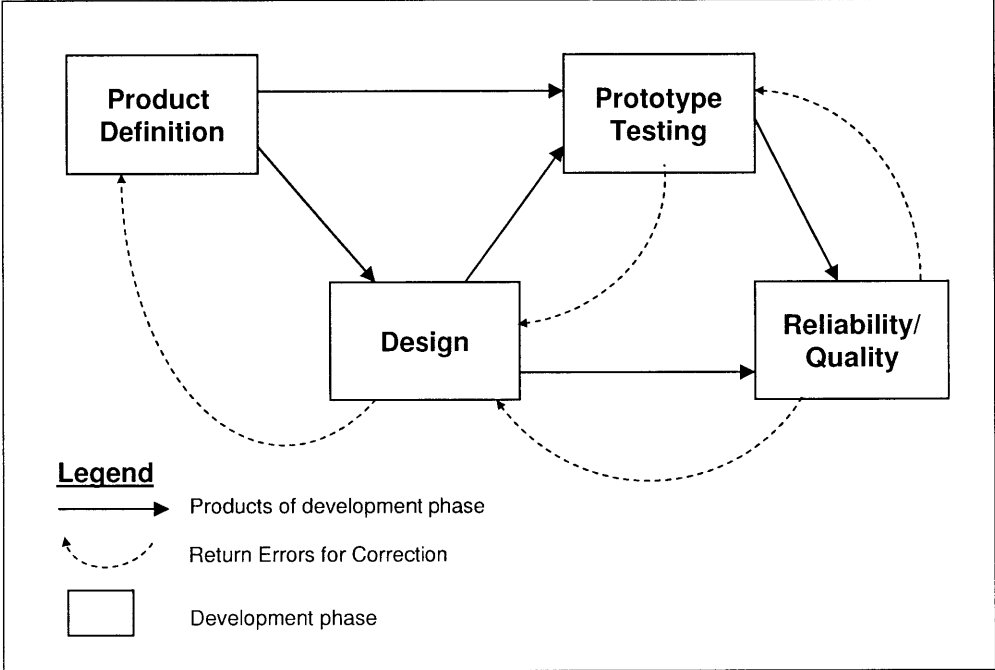 Product
Definition
Prototype
Testing
Design
Reliability/
Quality
Legend
Products of development phase
Return Errors for Correction
Development phase